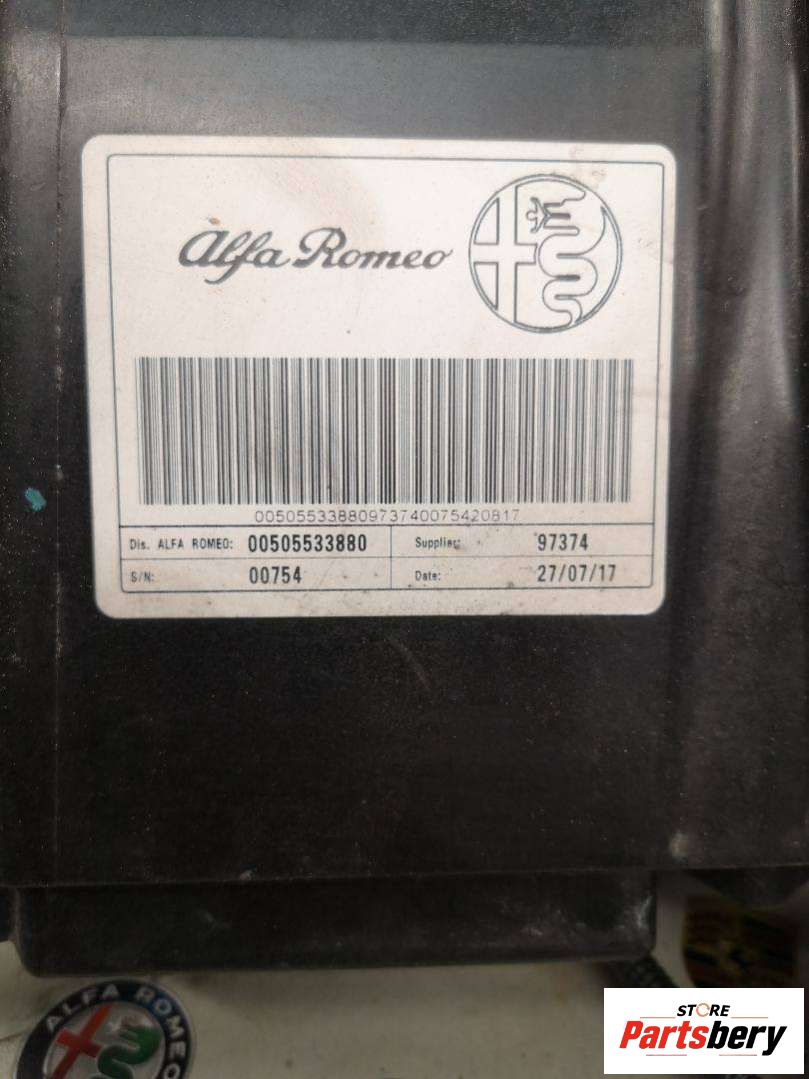 Alfa Romeo
00505533880973740075420817
Dis. ALFA ROMEO: 00505533880 Supplier: 97374
S/N: 00754 Date: 27/07/17
ALFA ROMEO
STORE
Partsbery